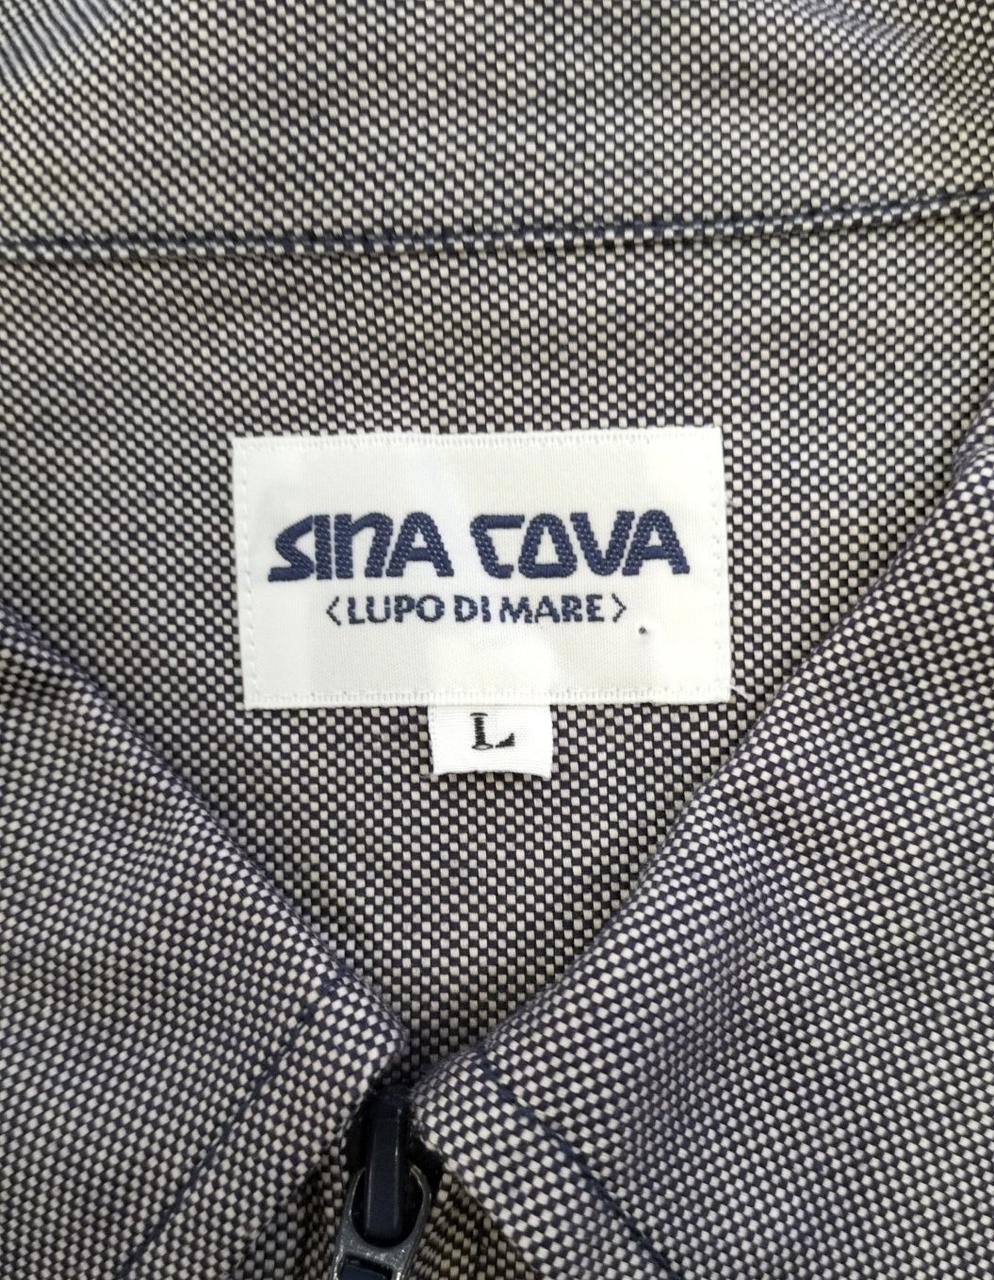 SINA COVA
<LUPO DI MARE>
L